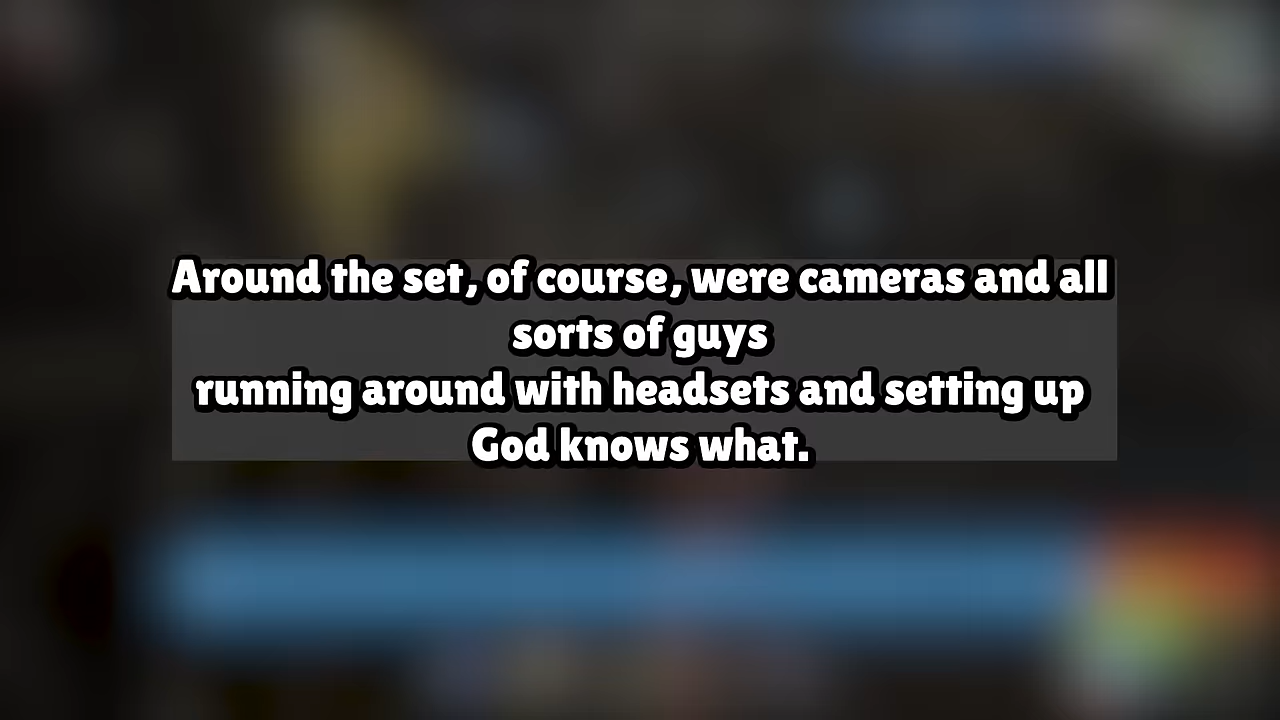 Around the set, of course, were cameras and all
sorts of guys
running around with headsets and setting up
God knows what.